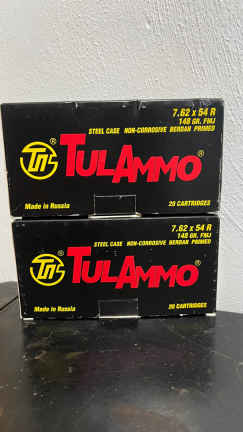 7.62 x 54 R
148 GR. FMJ
STEEL CASE NON-CORROSIVE BERDAN PRIMED
TULAMMO®
Made in Russia
20 CARTRIDGES
7.62 x 54 R
148 GR. FMJ
STEEL CASE NON-CORROSIVE BERDAN PRIMED
TULAMMO®
Made in Russia
20 CARTRIDGES